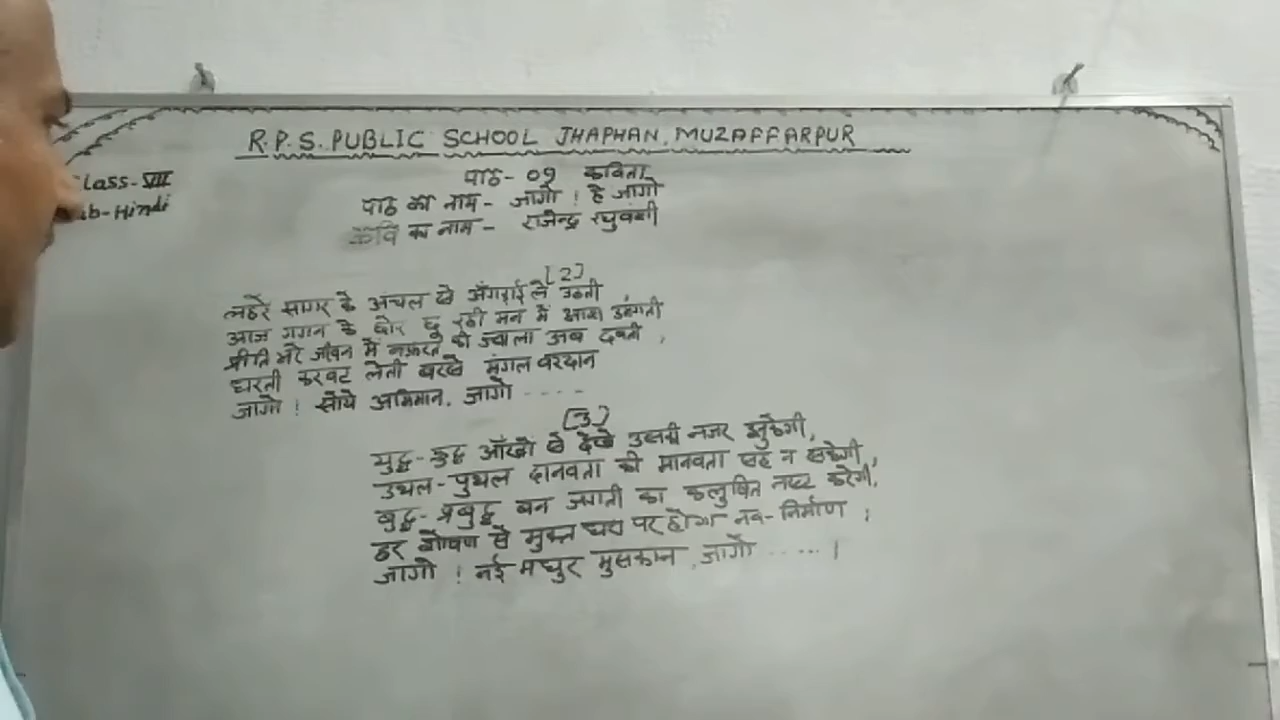 R.P.S. PUBLIC SCHOOL JHAPHAN, MUZAFFARPUR
Class-VIII
Sub-Hindi
पाठ- 09 कविता
पाठ का नाम- जागो ! हे जागो
कवि का नाम- राजेन्द्र रघुवंशी
[2]
लहरें सागर के अंचल से अँगड़ाई ले उठती
आज गगन के छोर छू रही मन में आशा उमंगती
प्रीति भरे जीवन में नफ़रत की ज्वाला अब दबती ,
धरती करवट लेती बरसे मंगल वरदान
जागो ! सोये अभिमान, जागो ----
[3]
युद्ध-क्रुद्ध आँखों से देखे उसकी नजर झुकेगी,
उथल-पुथल दानवता की मानवता सह न सकेगी,
बुद्ध-प्रबुद्ध बन ज्याती का कलुषित नष्ट करेगी,
हर शोषण से मुक्त धरा पर होगा नव-निर्माण ;
जागो ! नई मधुर मुसकान ,जागो ......।